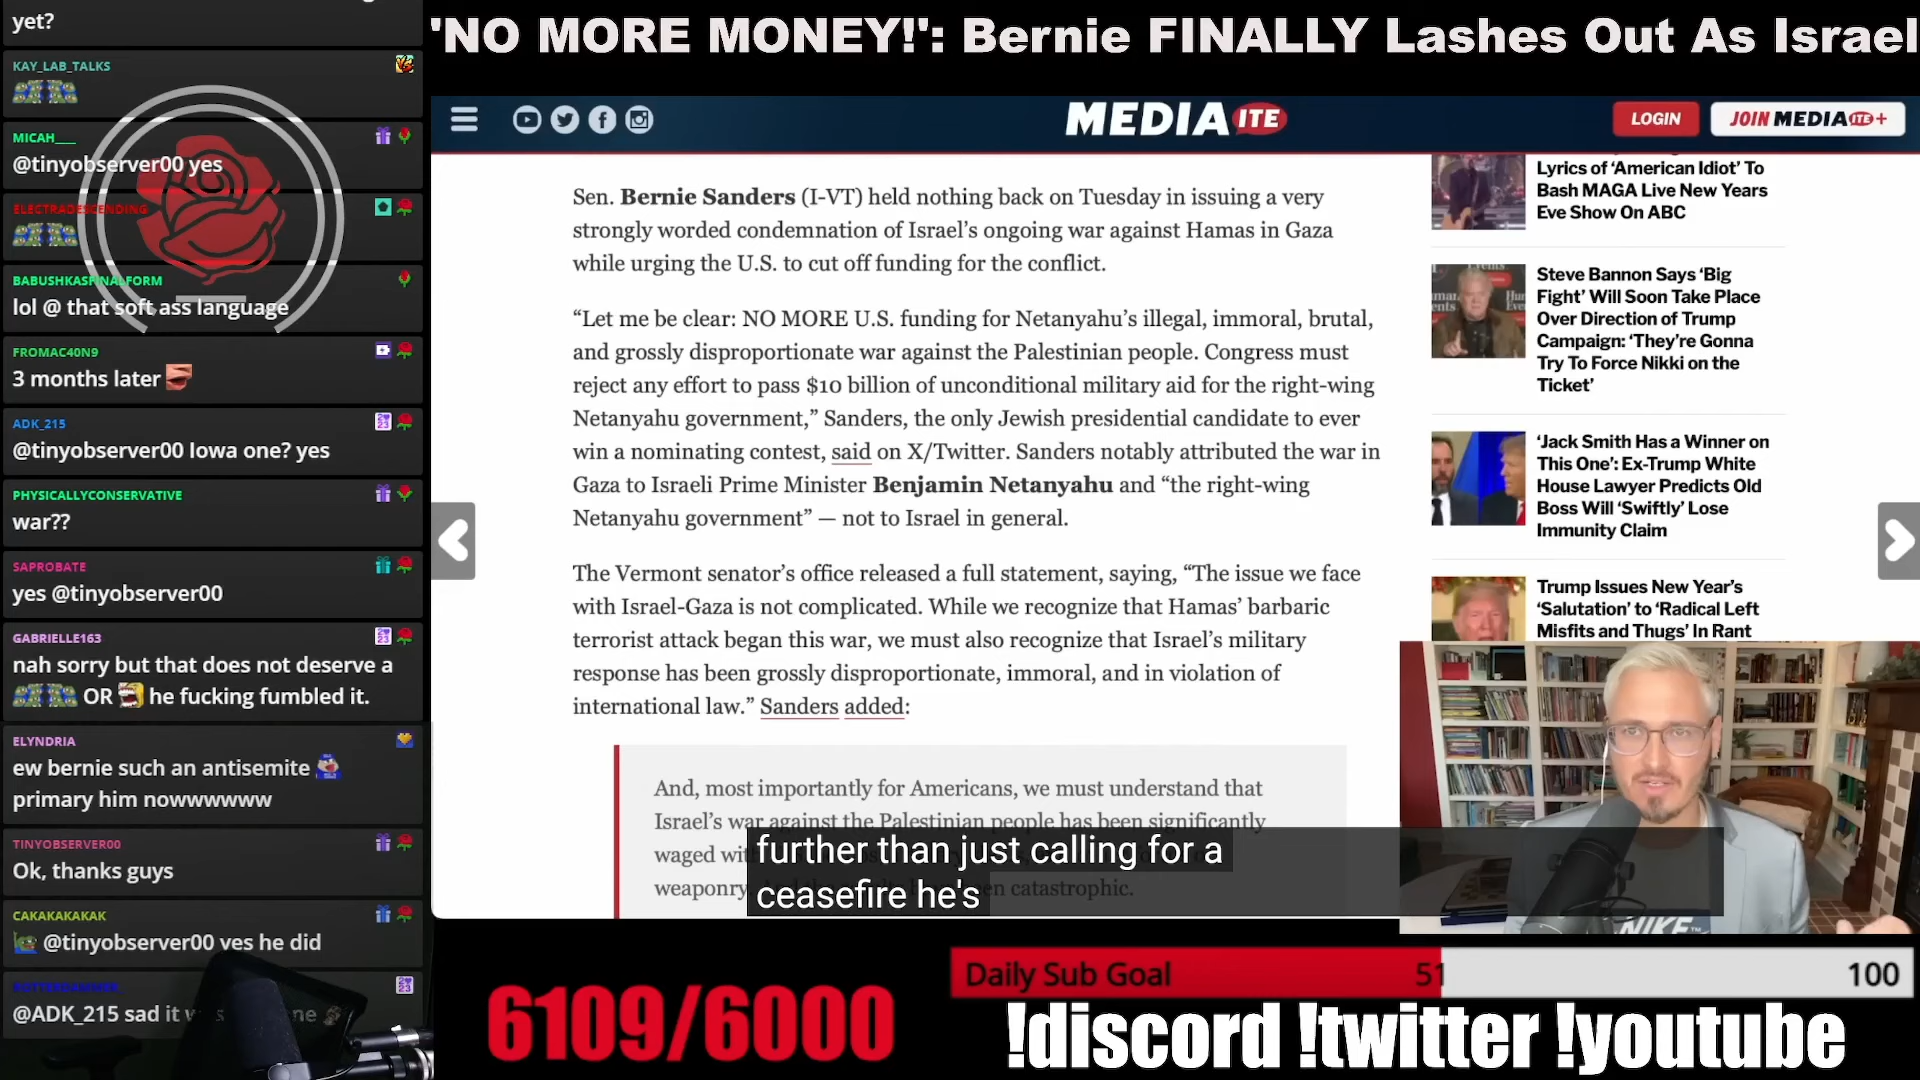 yet?
KAY_LAB_TALKS
MICAH___
@tinyobserver00 yes
ELECTRADESCENDING
BABUSHKASFINALFORM
lol @ that soft ass language
FROMAC40N9
3 months later
ADK_215
@tinyobserver00 Iowa one? yes
PHYSICALLYCONSERVATIVE
war??
SAPROBATE
yes @tinyobserver00
GABRIELLE163
nah sorry but that does not deserve a
OR he fucking fumbled it.
ELYNDRIA
ew bernie such an antisemite
primary him nowwwwww
TINYOBSERVER00
Ok, thanks guys
CAKAKAKAKAK
@tinyobserver00 yes he did
@ADK_215 sad it
'NO MORE MONEY!': Bernie FINALLY Lashes Out As Israel
MEDIAITE
LOGIN
JOIN MEDIAITE+
Sen. Bernie Sanders (I-VT) held nothing back on Tuesday in issuing a very
strongly worded condemnation of Israel’s ongoing war against Hamas in Gaza
while urging the U.S. to cut off funding for the conflict.
“Let me be clear: NO MORE U.S. funding for Netanyahu’s illegal, immoral, brutal,
and grossly disproportionate war against the Palestinian people. Congress must
reject any effort to pass $10 billion of unconditional military aid for the right-wing
Netanyahu government,” Sanders, the only Jewish presidential candidate to ever
win a nominating contest, said on X/Twitter. Sanders notably attributed the war in
Gaza to Israeli Prime Minister Benjamin Netanyahu and “the right-wing
Netanyahu government” — not to Israel in general.
The Vermont senator’s office released a full statement, saying, “The issue we face
with Israel-Gaza is not complicated. While we recognize that Hamas’ barbaric
terrorist attack began this war, we must also recognize that Israel’s military
response has been grossly disproportionate, immoral, and in violation of
international law.” Sanders added:
And, most importantly for Americans, we must understand that
Israel’s war against the Palestinian people has been significantly
waged
weaponry
catastrophic.
further than just calling for a
ceasefire he's
Lyrics of ‘American Idiot’ To
Bash MAGA Live New Years
Eve Show On ABC
Steve Bannon Says ‘Big
Fight’ Will Soon Take Place
Over Direction of Trump
Campaign: ‘They’re Gonna
Try To Force Nikki on the
Ticket’
‘Jack Smith Has a Winner on
This One’: Ex-Trump White
House Lawyer Predicts Old
Boss Will ‘Swiftly’ Lose
Immunity Claim
Trump Issues New Year’s
‘Salutation’ to ‘Radical Left
Misfits and Thugs’ In Rant
NIKE
6109/6000
Daily Sub Goal 51 100
!discord !twitter !youtube